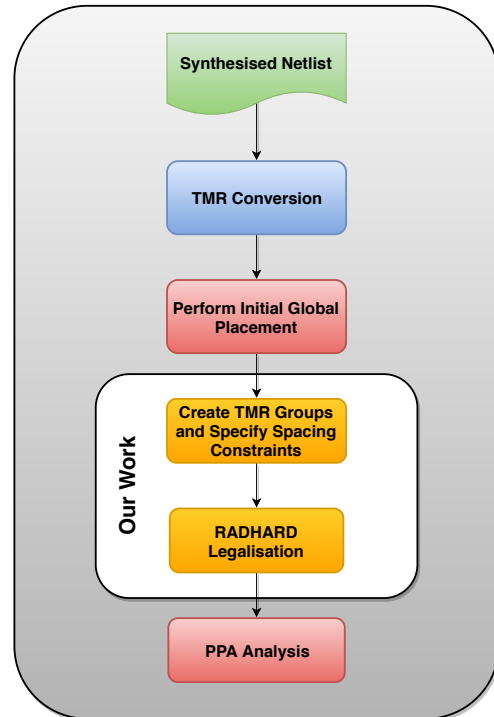 Synthesised Netlist
TMR Conversion
Perform Initial Global
Placement
Our Work
Create TMR Groups
and Specify Spacing
Constraints
RADHARD
Legalisation
PPA Analysis